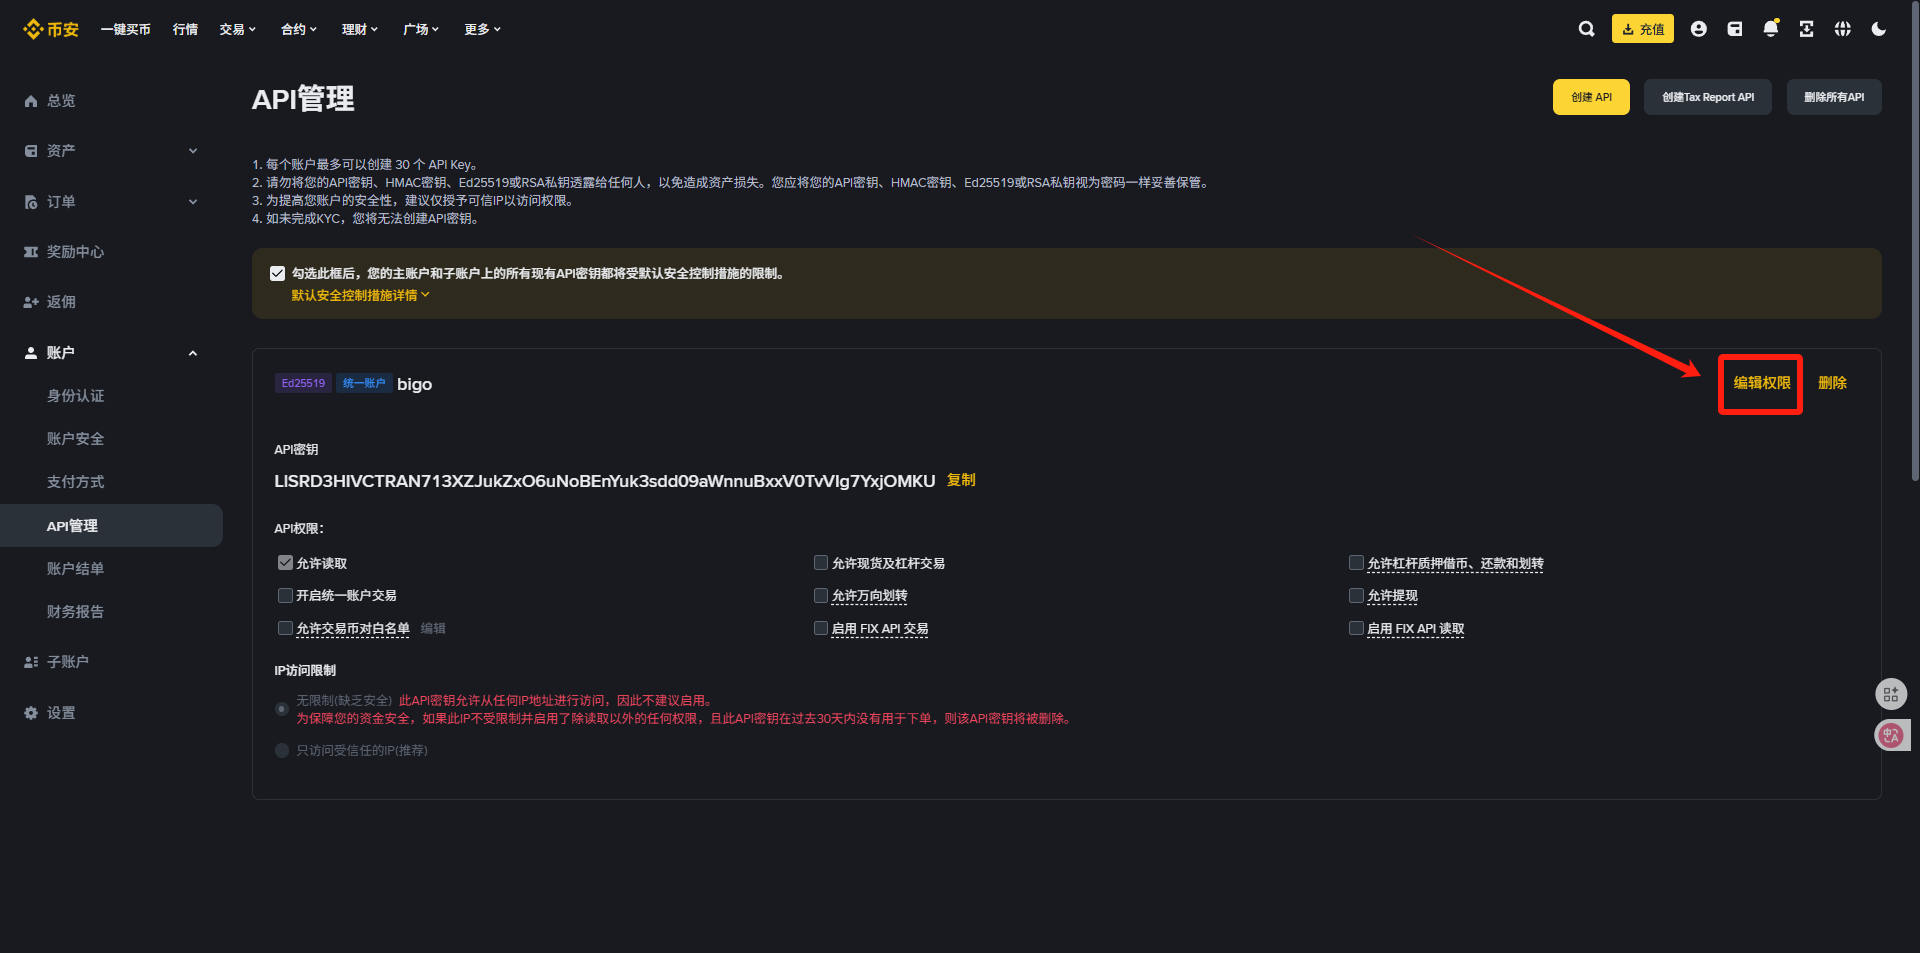 币安
一键买币
行情
交易
合约
理财
广场
更多
充值
总览
资产
订单
奖励中心
返佣
账户
身份认证
账户安全
支付方式
API管理
账户结单
财务报告
子账户
设置
API管理
创建 API
创建Tax Report API
删除所有API
1. 每个账户最多可以创建 30 个 API Key。
2. 请勿将您的API密钥、HMAC密钥、Ed25519或RSA私钥透露给任何人，以免造成资产损失。您应将您的API密钥、HMAC密钥、Ed25519或RSA私钥视为密码一样妥善保管。
3. 为提高您账户的安全性，建议仅授予可信IP以访问权限。
4. 如未完成KYC，您将无法创建API密钥。
勾选此框后，您的主账户和子账户上的所有现有API密钥都将受默认安全控制措施的限制。
默认安全控制措施详情
Ed25519
统一账户
bigo
编辑权限
删除
API密钥
LlSRD3HIVCTRAN713XZJukZxO6uNoBEnYuk3sdd09aWnnuBxxV0TvVIg7YxjOMKU
复制
API权限：
允许读取
允许现货及杠杆交易
允许杠杆质押借币、还款和划转
开启统一账户交易
允许万向划转
允许提现
允许交易币对白名单 编辑
启用 FIX API 交易
启用 FIX API 读取
IP访问限制
无限制(缺乏安全) 此API密钥允许从任何IP地址进行访问，因此不建议启用。
为保障您的资金安全，如果此IP不受限制并启用了除读取以外的任何权限，且此API密钥在过去30天内没有用于下单，则该API密钥将被删除。
只访问受信任的IP(推荐)
中A